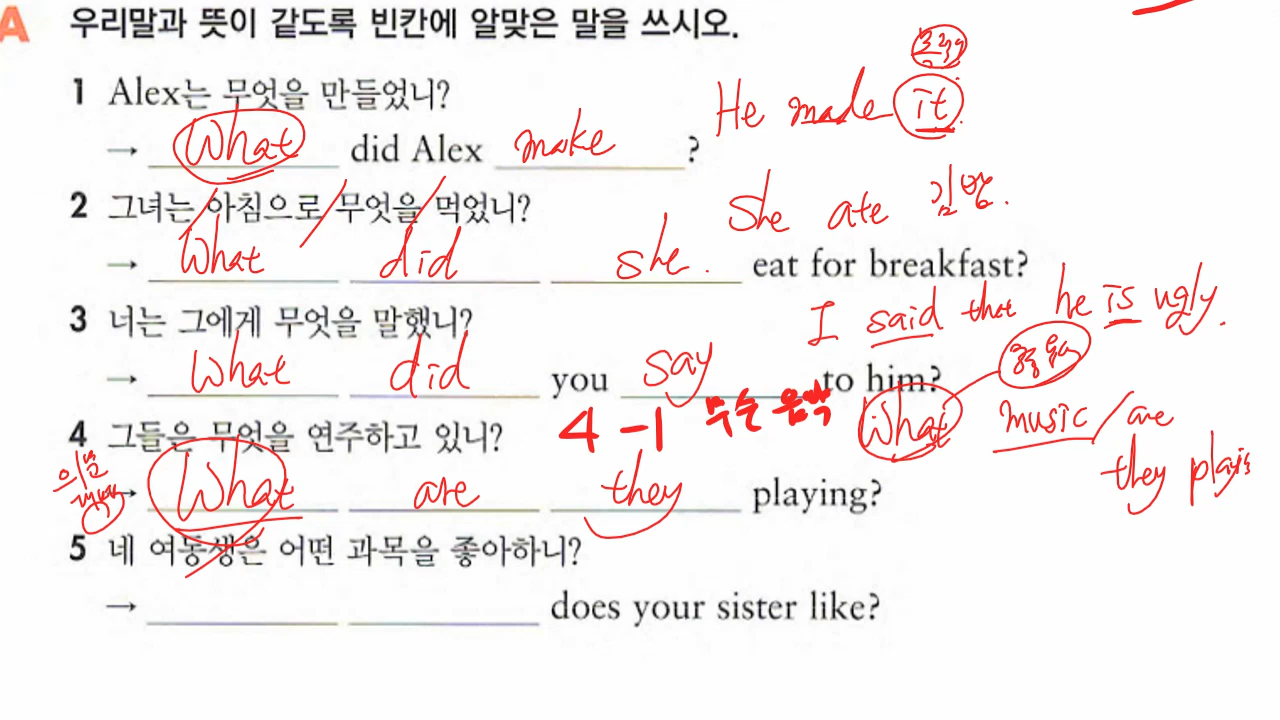 A 우리말과 뜻이 같도록 빈칸에 알맞은 말을 쓰시오.
1 Alex는 무엇을 만들었니?
He made it.
→ What did Alex make ?
2 그녀는 아침으로 무엇을 먹었니?
She ate 김밥.
→ What did she. eat for breakfast?
3 너는 그에게 무엇을 말했니?
I said that he is ugly.
→ What did you say to him?
4 그들은 무엇을 연주하고 있니?
4-1 무슨 음악 What music / are
they playing
→ What are they playing?
5 네 여동생은 어떤 과목을 좋아하니?
→ does your sister like?